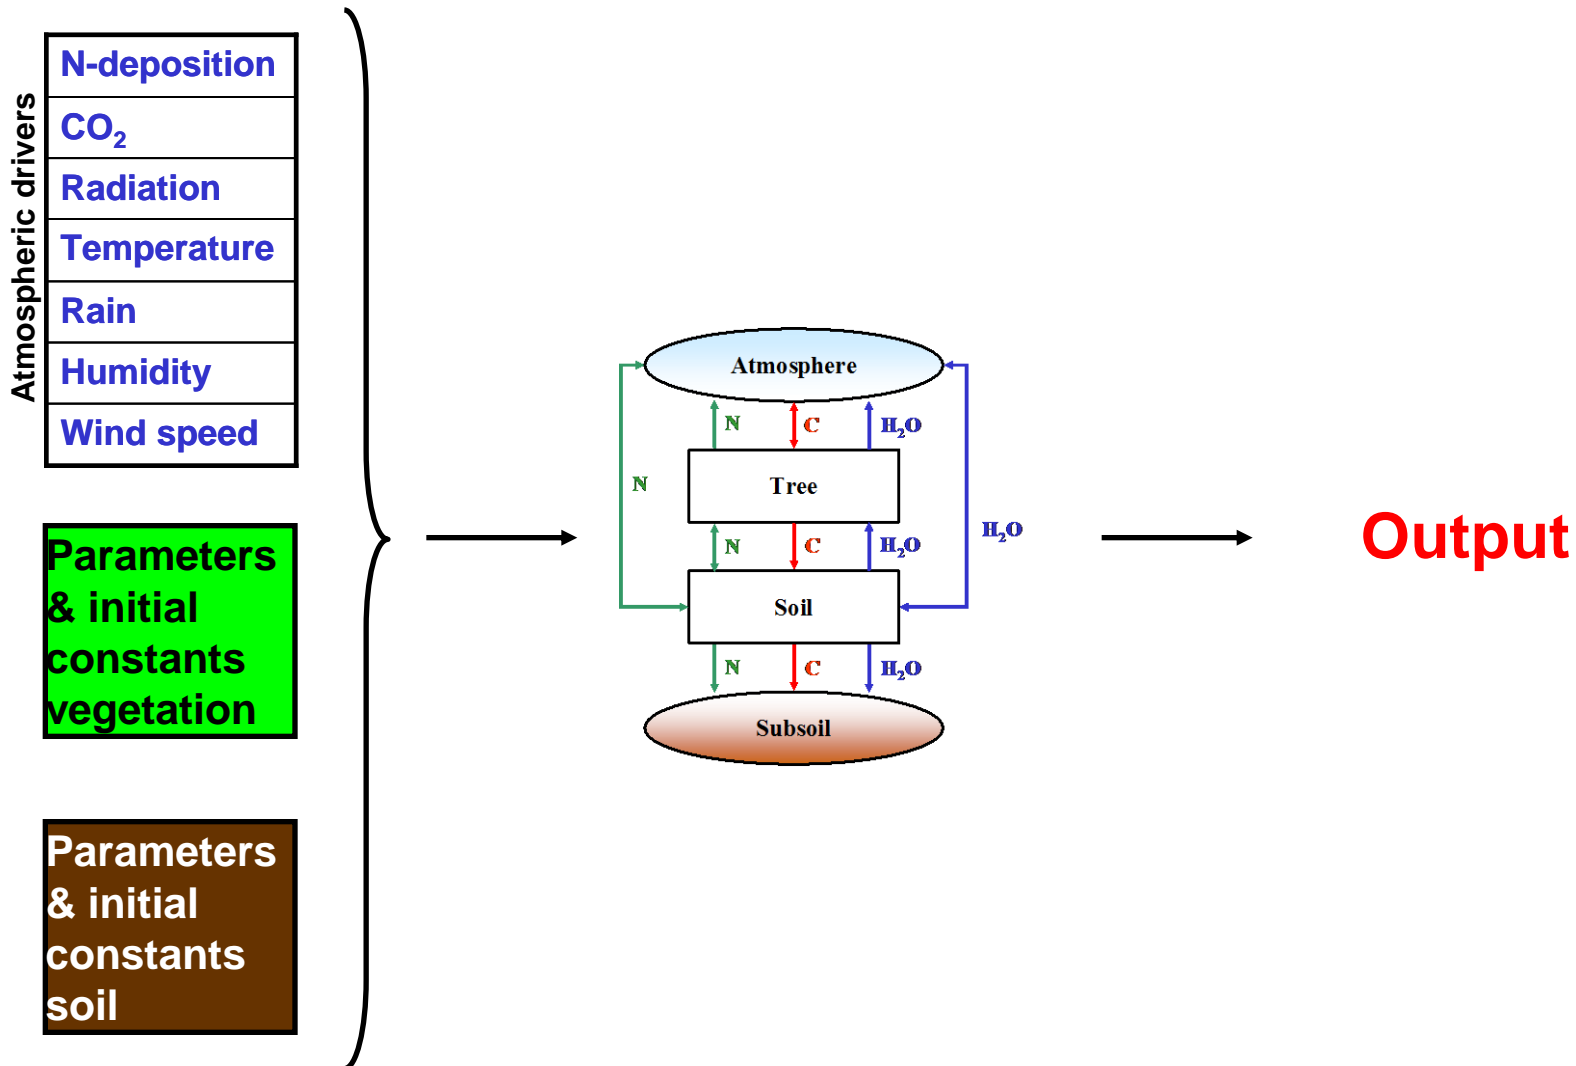 Atmospheric drivers
N-deposition
CO₂
Radiation
Temperature
Rain
Humidity
Wind speed
Parameters
& initial
constants
vegetation
Parameters
& initial
constants
soil
Atmosphere
N C H₂O
N
Tree
H₂O
N C H₂O
Soil
N C H₂O
Subsoil
Output